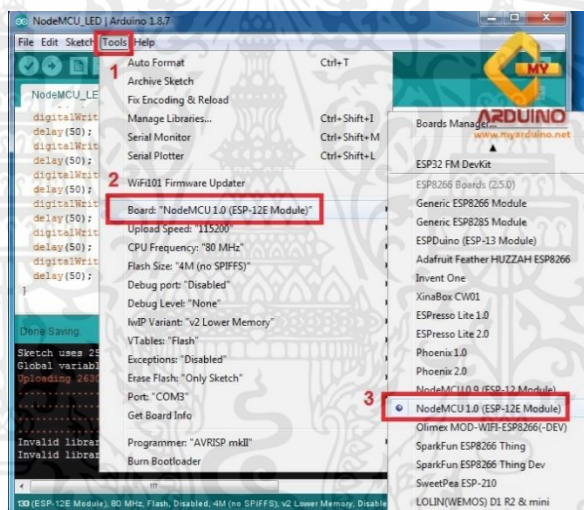 NodeMCU_LED | Arduino 1.8.7
File Edit Sketch Tools Help
1
Auto Format Ctrl+T
Archive Sketch
Fix Encoding & Reload
Manage Libraries... Ctrl+Shift+I
Serial Monitor Ctrl+Shift+M
Serial Plotter Ctrl+Shift+L
2
WiFi101 Firmware Updater
Board: "NodeMCU 1.0 (ESP-12E Module)"
Upload Speed: "115200"
CPU Frequency: "80 MHz"
Flash Size: "4M (no SPIFFS)"
Debug port: "Disabled"
Debug Level: "None"
IwIP Variant: "v2 Lower Memory"
VTables: "Flash"
Exceptions: "Disabled"
Erase Flash: "Only Sketch"
Port: "COM3"
Get Board Info
Programmer: "AVRISP mkII"
Burn Bootloader
NodeMCU_LE
digitalWrit
delay(50);
digitalWrit
delay(50);
digitalWrit
delay(50);
digitalWrit
delay(50);
digitalWrit
delay(50);
digitalWrit
delay(50);
}
Done Saving.
Sketch uses 25
Global variabl
Uploading 2630
Invalid librar
Invalid librar
130 (ESP-12E Module), 80 MHz, Flash, Disabled, 4M (no SPIFFS), v2 Lower Memory, Disable
MY
ARDUINO
www.myarduino.net
Boards Manager...
ESP32 FM DevKit
ESP8266 Boards (2.5.0)
Generic ESP8266 Module
Generic ESP8285 Module
ESPDuino (ESP-13 Module)
Adafruit Feather HUZZAH ESP8266
Invent One
XinaBox CW01
ESPresso Lite 1.0
ESPresso Lite 2.0
Phoenix 1.0
Phoenix 2.0
NodeMCU 0.9 (ESP-12 Module)
3
NodeMCU 1.0 (ESP-12E Module)
Olimex MOD-WIFI-ESP8266(-DEV)
SparkFun ESP8266 Thing
SparkFun ESP8266 Thing Dev
SweetPea ESP-210
LOLIN(WEMOS) D1 R2 & mini